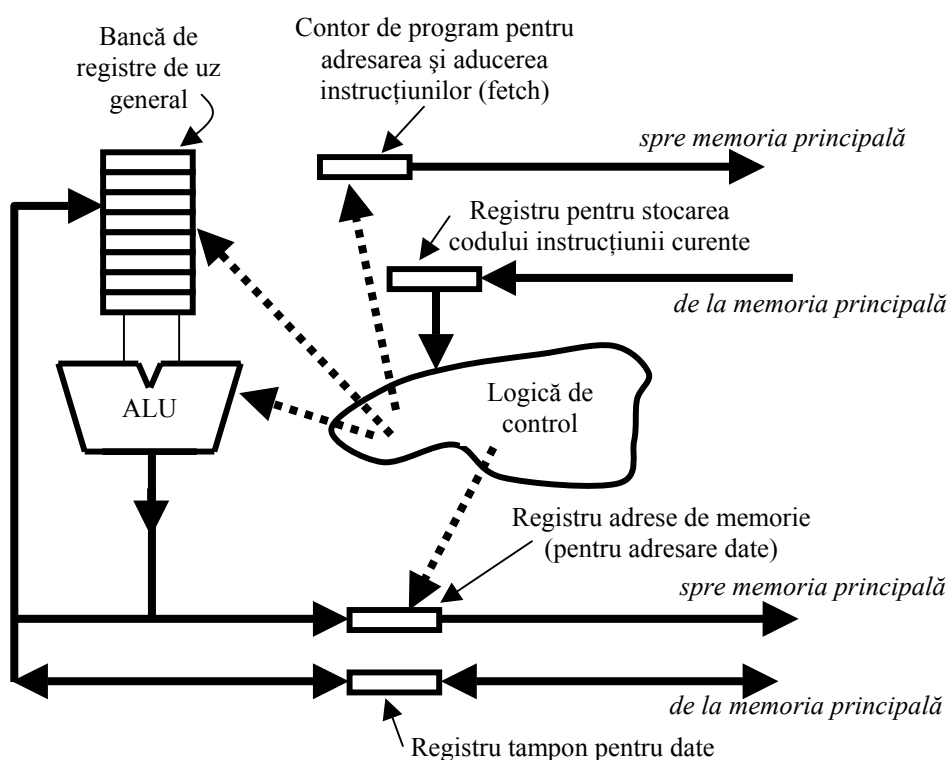 Bancă de
registre de uz
general
Contor de program pentru
adresarea şi aducerea
instrucțiunilor (fetch)
spre memoria principală
Registru pentru stocarea
codului instrucțiunii curente
de la memoria principală
ALU
Logică de
control
Registru adrese de memorie
(pentru adresare date)
spre memoria principală
de la memoria principală
Registru tampon pentru date